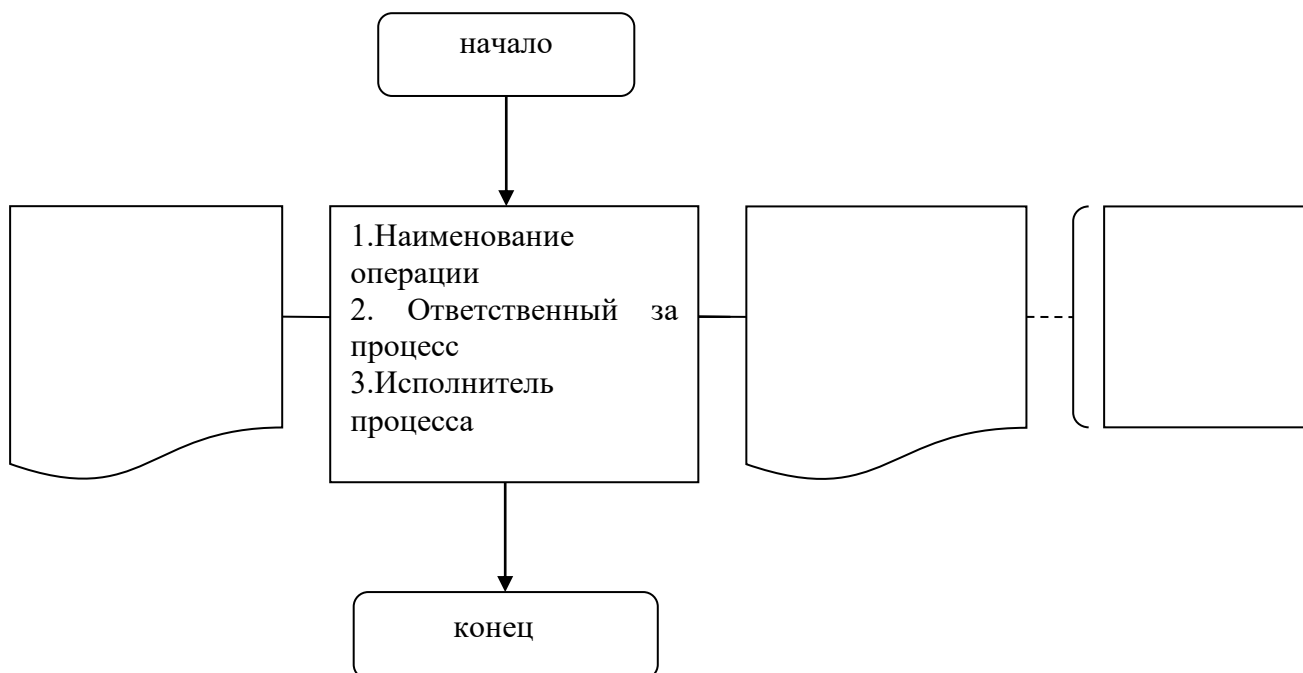 начало
1.Наименование
операции
2. Ответственный за
процесс
3.Исполнитель
процесса
конец